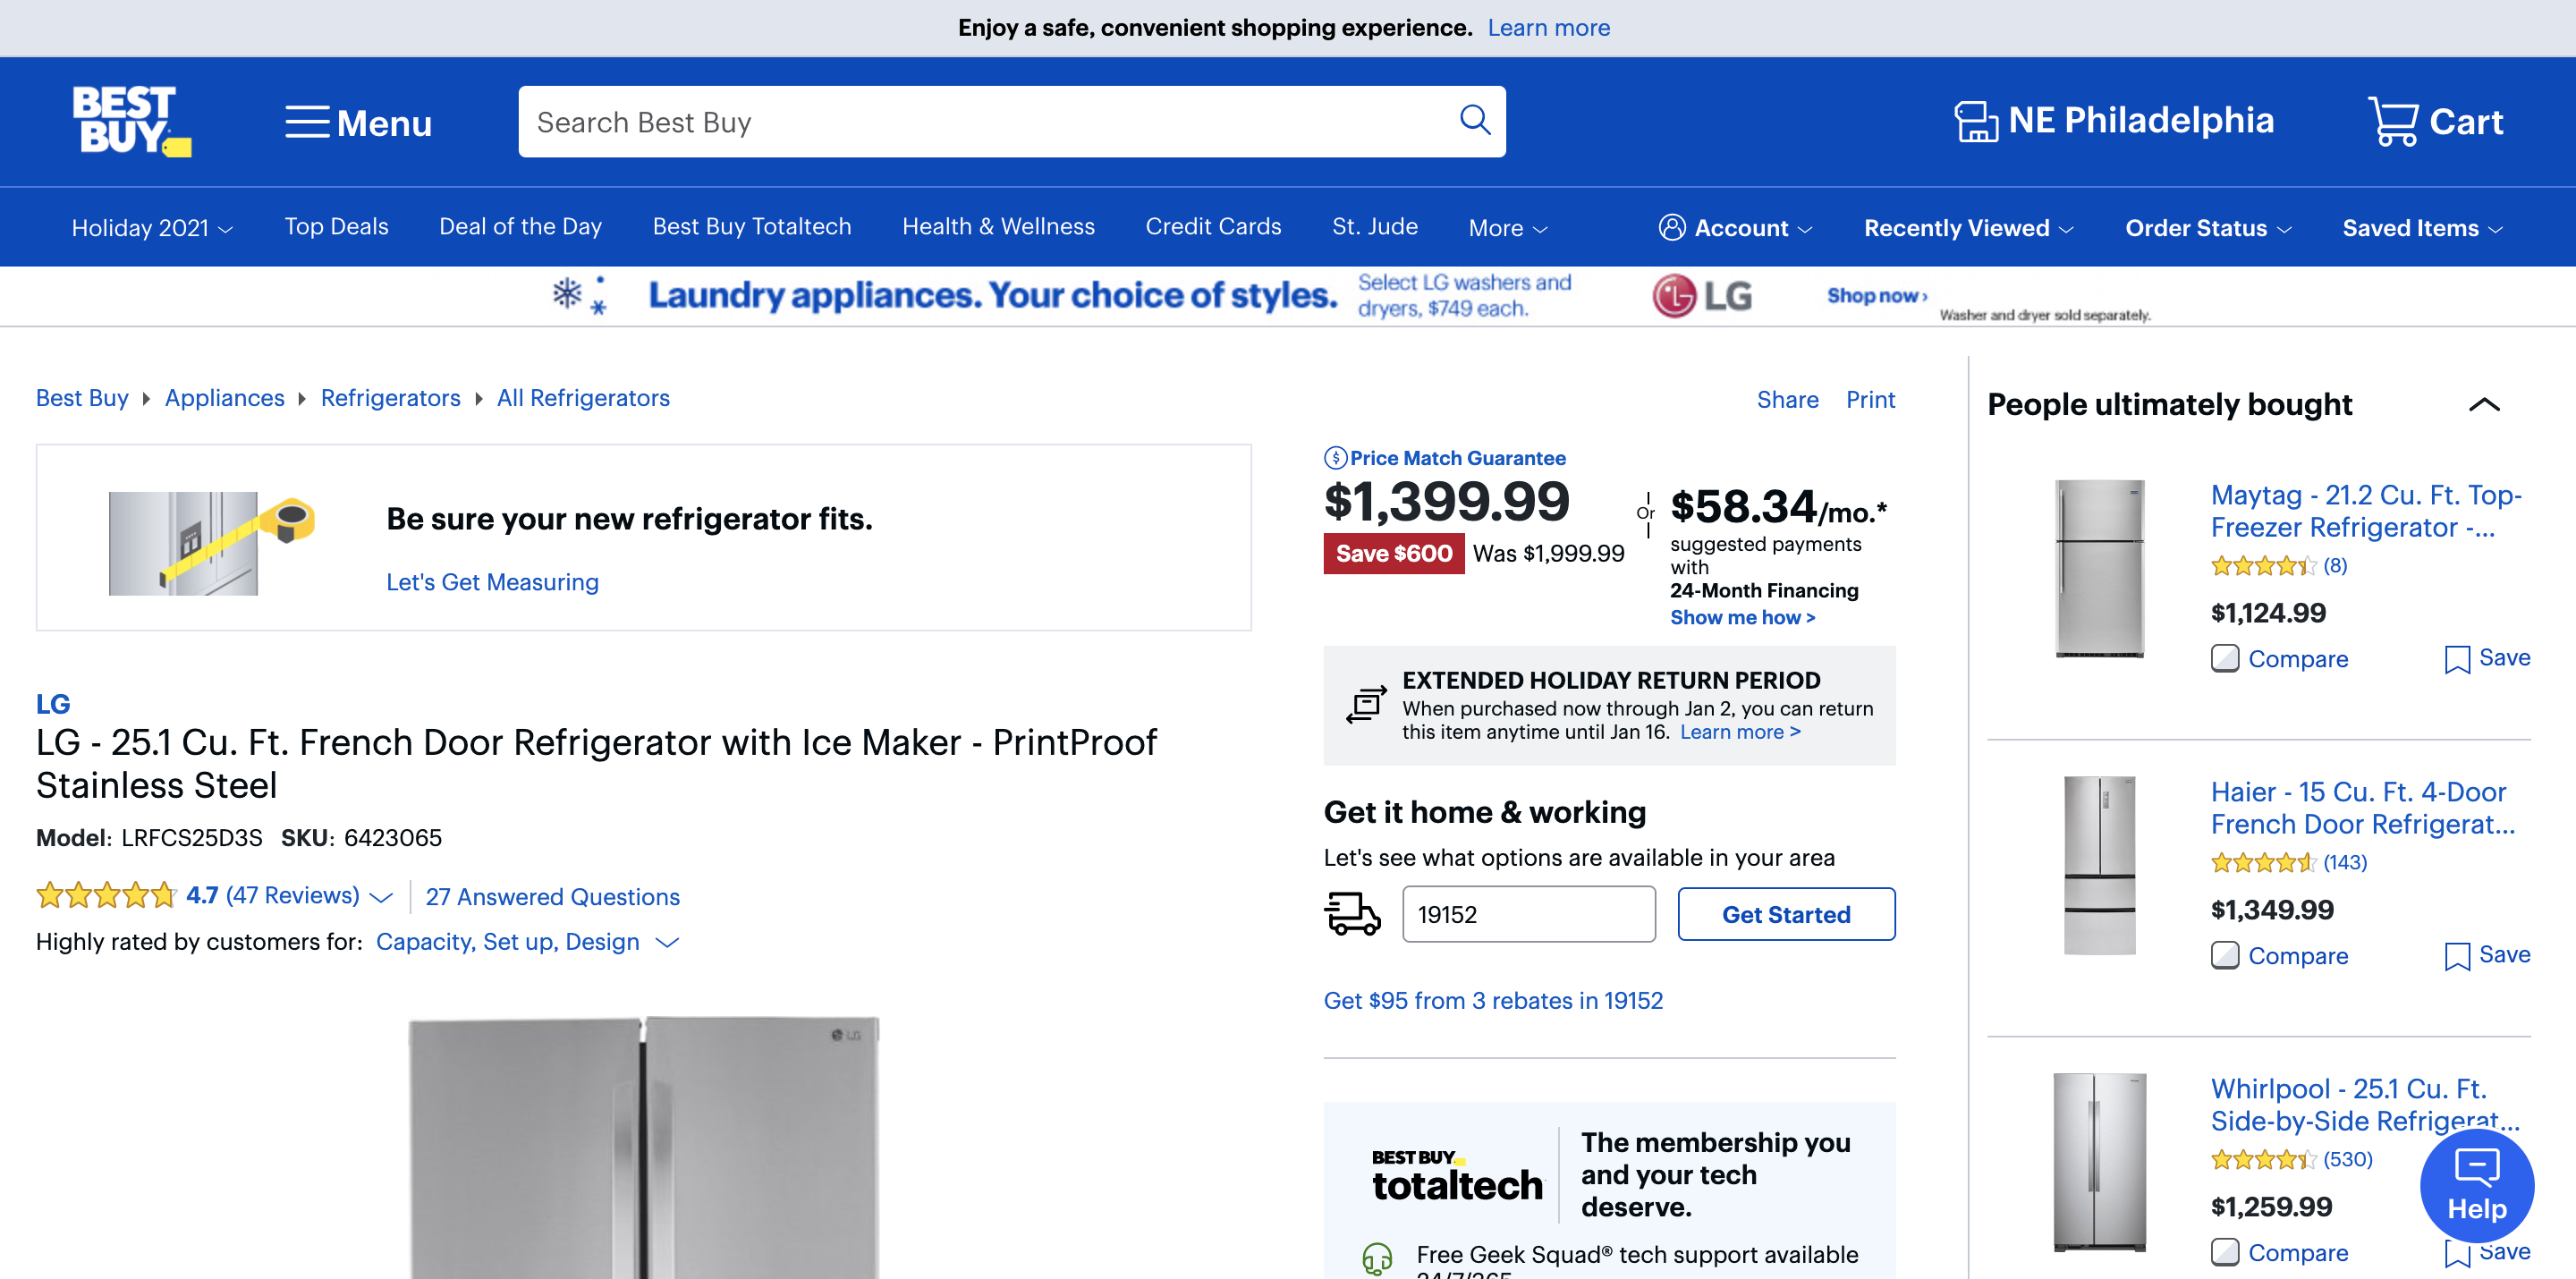 Enjoy a safe, convenient shopping experience. Learn more
BEST BUY
Menu
Search Best Buy
NE Philadelphia
Cart
Holiday 2021
Top Deals
Deal of the Day
Best Buy Totaltech
Health & Wellness
Credit Cards
St. Jude
More
Account
Recently Viewed
Order Status
Saved Items
Laundry appliances. Your choice of styles.
Select LG washers and
dryers, $749 each.
LG
Shop now ›
Washer and dryer sold separately.
Best Buy
Appliances
Refrigerators
All Refrigerators
Share
Print
Be sure your new refrigerator fits.
Let's Get Measuring
LG
LG - 25.1 Cu. Ft. French Door Refrigerator with Ice Maker - PrintProof
Stainless Steel
Model: LRFCS25D3S SKU: 6423065
4.7 (47 Reviews)
27 Answered Questions
Highly rated by customers for: Capacity, Set up, Design
LG
Price Match Guarantee
$1,399.99
Save $600 Was $1,999.99
Or
$58.34/mo.*
suggested payments
with
24-Month Financing
Show me how >
EXTENDED HOLIDAY RETURN PERIOD
When purchased now through Jan 2, you can return
this item anytime until Jan 16. Learn more >
Get it home & working
Let's see what options are available in your area
19152
Get Started
Get $95 from 3 rebates in 19152
BEST BUY
totaltech
The membership you
and your tech
deserve.
Free Geek Squad® tech support available
24/7/365
People ultimately bought
Maytag - 21.2 Cu. Ft. Top-
Freezer Refrigerator -...
(8)
$1,124.99
Compare
Save
Haier - 15 Cu. Ft. 4-Door
French Door Refrigerat...
(143)
$1,349.99
Compare
Save
Whirlpool - 25.1 Cu. Ft.
Side-by-Side Refrigerat...
(530)
$1,259.99
Compare
Save
Help